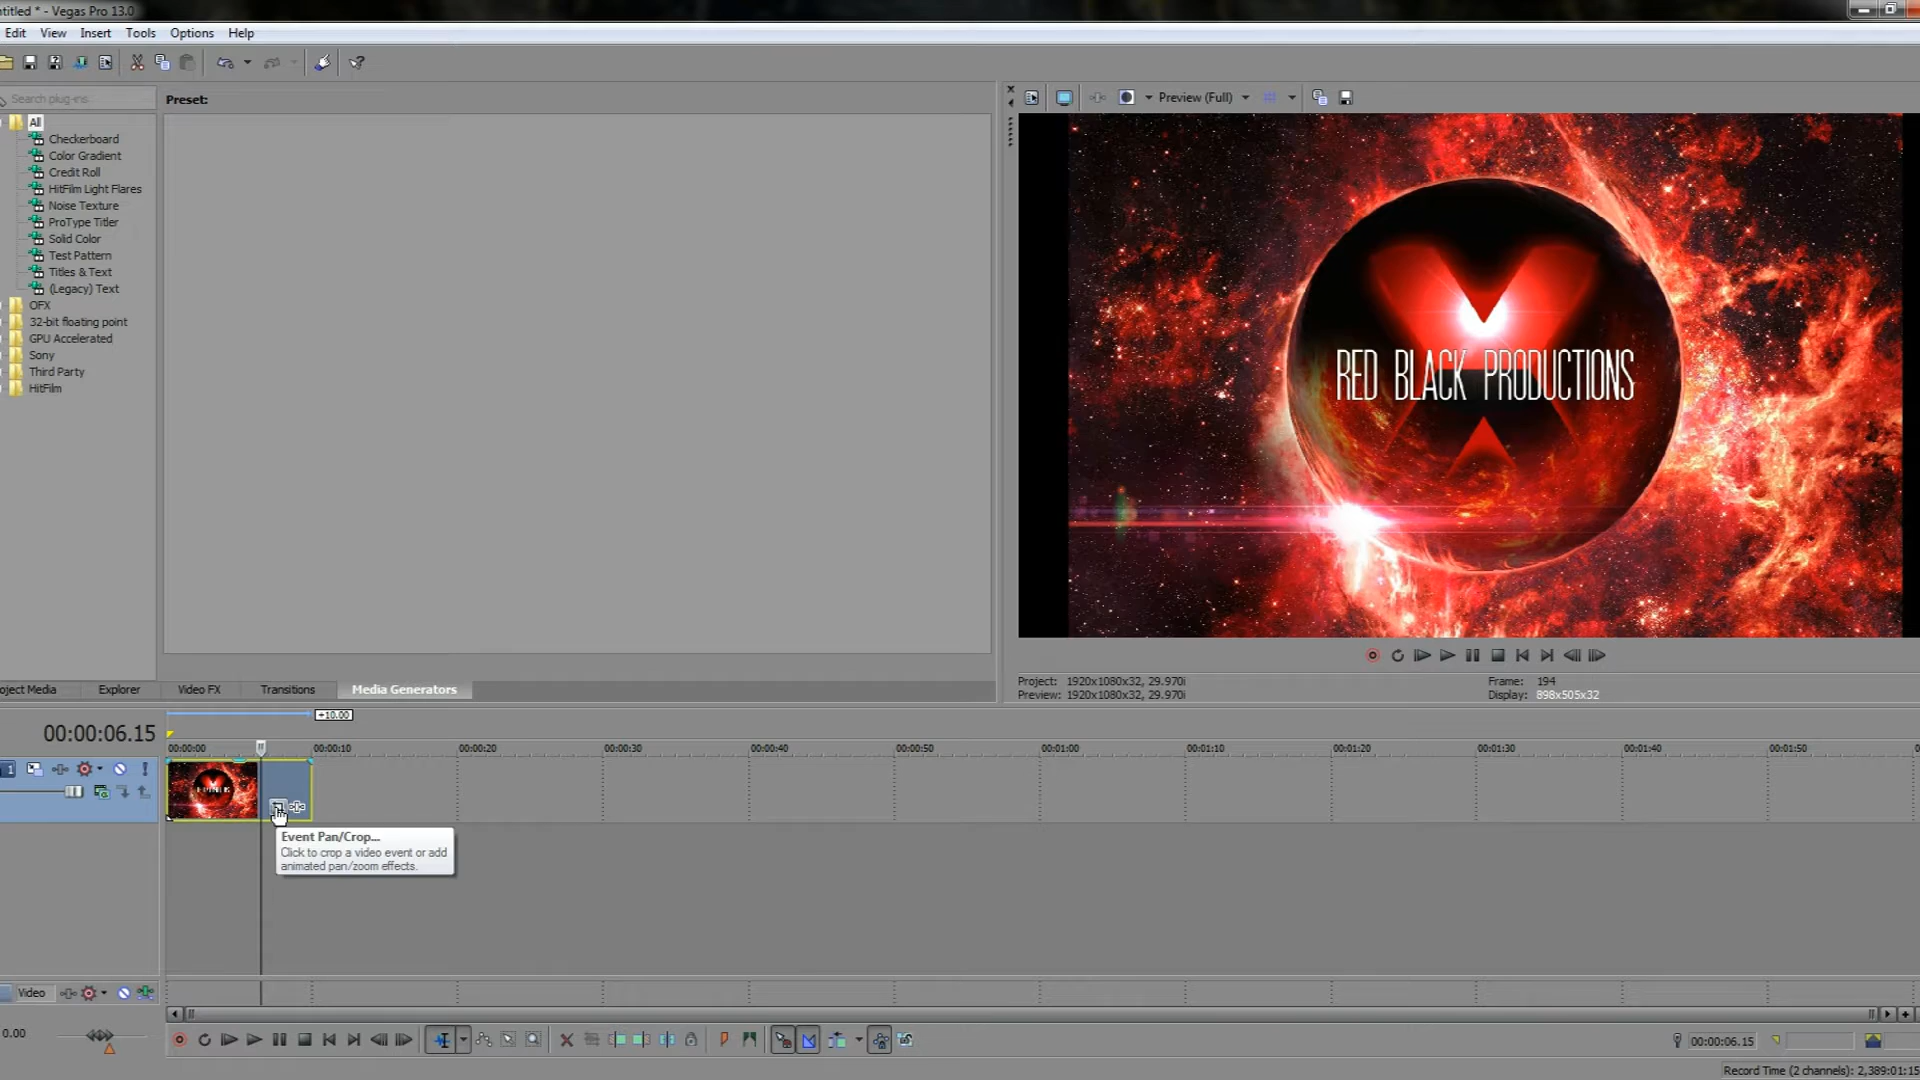 ntitled * - Vegas Pro 13.0
Edit View Insert Tools Options Help
Search plug-ins
Preset:
Preview (Full)
All
Checkerboard
Color Gradient
Credit Roll
HitFilm Light Flares
Noise Texture
ProType Titler
Solid Color
Test Pattern
Titles & Text
(Legacy) Text
OFX
32-bit floating point
GPU Accelerated
Sony
Third Party
HitFilm
RED BLACK PRODUCTIONS
oject Media Explorer Video FX Transitions Media Generators
Project: 1920x1080x32, 29.970i
Preview: 1920x1080x32, 29.970i
Frame: 194
Display: 898x505x32
+10.00
00:00:06.15
00:00:00 00:00:10 00:00:20 00:00:30 00:00:40 00:00:50 00:01:00 00:01:10 00:01:20 00:01:30 00:01:40 00:01:50
1
Event Pan/Crop...
Click to crop a video event or add
animated pan/zoom effects.
Video
0.00
00:00:06.15
Record Time (2 channels): 2,389:01:15